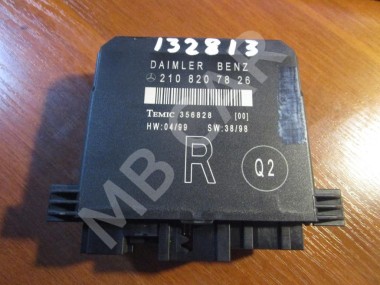 132813
DAIMLER BENZ
210 820 78 26
TEMIC 356828 [00]
HW:04/99 SW:38/98
R
Q2
MB CAR